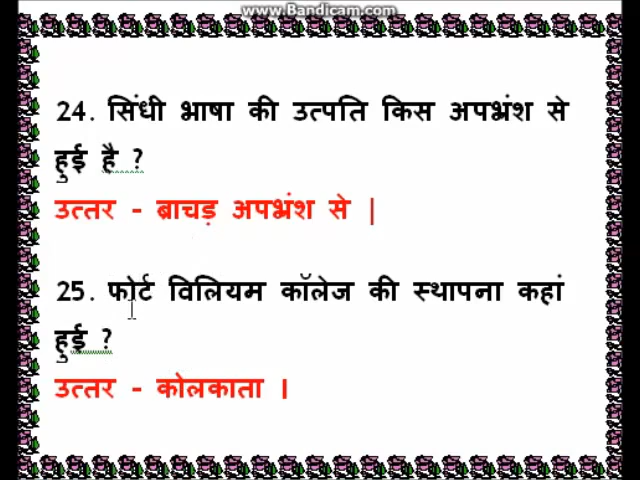 www.Bandicam.com
24. सिंधी भाषा की उत्पति किस अपभ्रंश से
हुई है ?
उत्तर - ब्राचड़ अपभ्रंश से |
25. फोर्ट विलियम कॉलेज की स्थापना कहां
हुई ?
उत्तर - कोलकाता ।